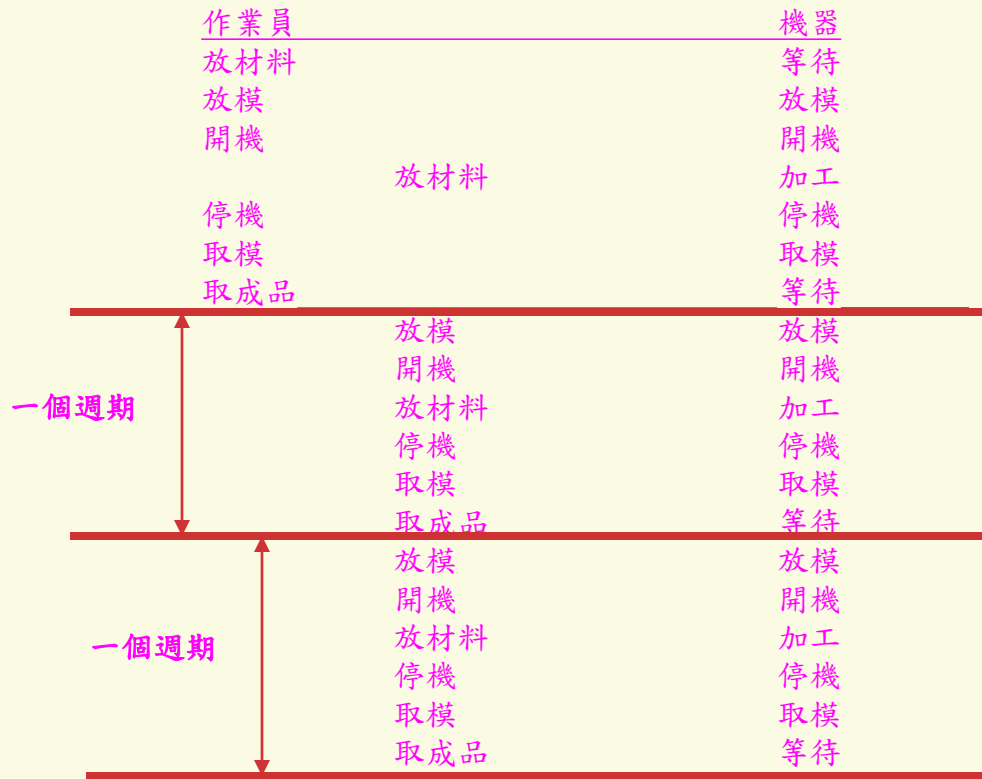 作業員 機器
放材料 等待
放模 放模
開機 開機
放材料 加工
停機 停機
取模 取模
取成品 等待
放模 放模
開機 開機
一個週期 放材料 加工
停機 停機
取模 取模
取成品 等待
放模 放模
開機 開機
一個週期 放材料 加工
停機 停機
取模 取模
取成品 等待